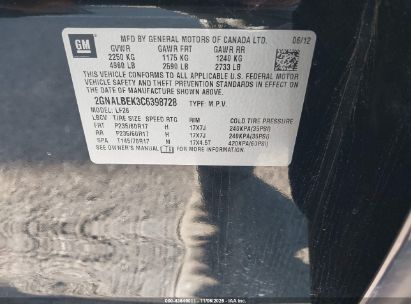 GM
MFD BY GENERAL MOTORS OF CANADA LTD. 06/12
GVWR GAWR FRT GAWR RR
2250 KG 1175 KG 1240 KG
4960 LB 2590 LB 2733 LB
THIS VEHICLE CONFORMS TO ALL APPLICABLE U.S. FEDERAL MOTOR
VEHICLE SAFETY AND THEFT PREVENTION STANDARDS IN EFFECT
ON THE DATE OF MANUFACTURE SHOWN ABOVE.
2GNALBEK3C6398728 TYPE: M.P.V.
MODEL: LF26
LOCV TIRE SIZE SPEED RTG RIM COLD TIRE PRESSURE
FRT P235/60R17 H 17X7J 240KPA(35PSI)
RR P235/60R17 H 17X7J 240KPA(35PSI)
SPA T145/70R17 M 17X4.5T 420KPA(60PSI)
SEE OWNER'S MANUAL FOR MORE INFORMATION.